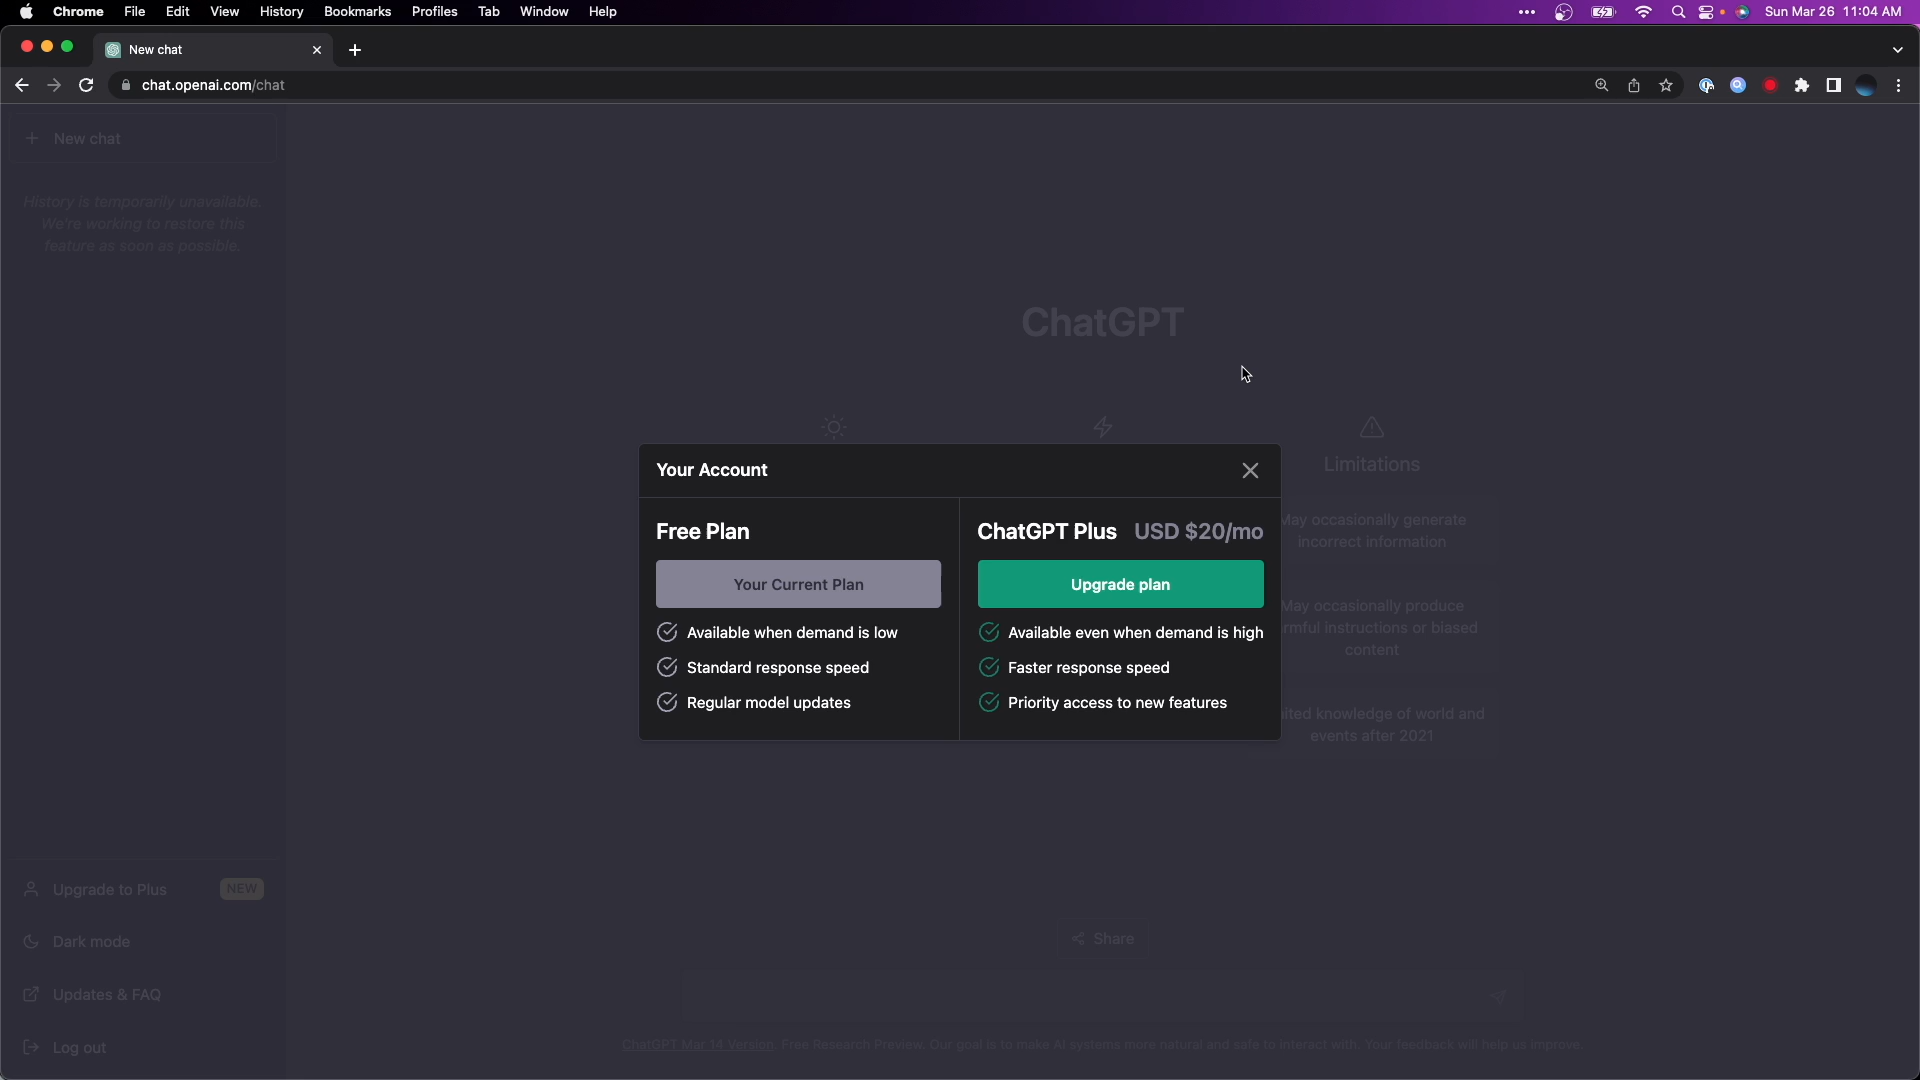 Chrome File Edit View History Bookmarks Profiles Tab Window Help Sun Mar 26 11:04 AM
New chat
chat.openai.com/chat
New chat
History is temporarily unavailable.
We're working to restore this
feature as soon as possible.
ChatGPT
Limitations
May occasionally generate
incorrect information
May occasionally produce
instructions or biased
content
knowledge of world and
events after 2021
Your Account
Free Plan
Your Current Plan
Available when demand is low
Standard response speed
Regular model updates
ChatGPT Plus USD $20/mo
Upgrade plan
Available even when demand is high
Faster response speed
Priority access to new features
Upgrade to Plus NEW
Dark mode
Updates & FAQ
Log out
Share
ChatGPT Mar 14 Version. Free Research Preview. Our goal is to make AI systems more natural and safe to interact with. Your feedback will help us improve.